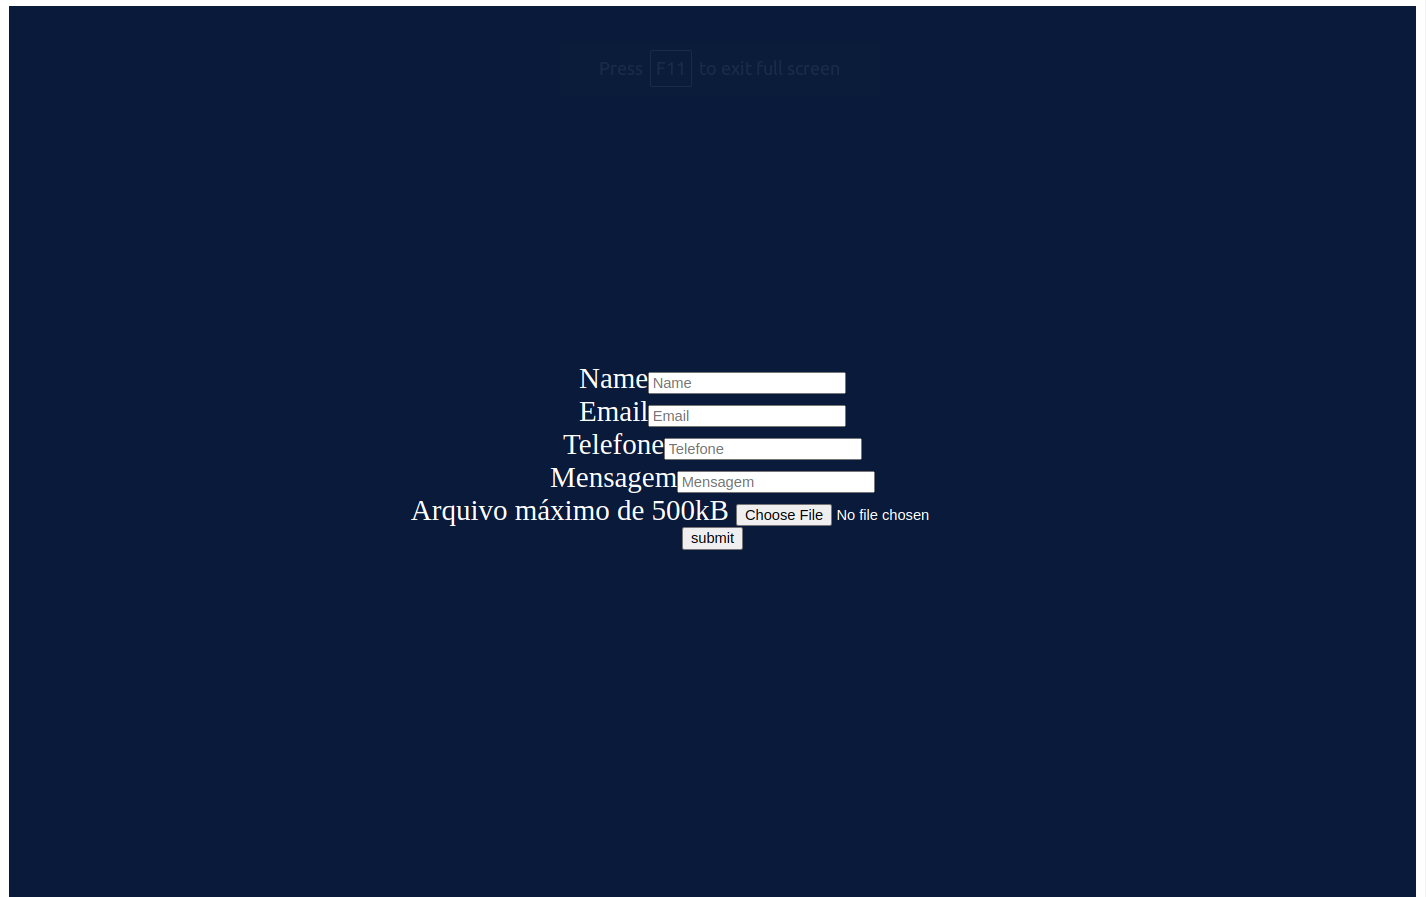 Press F11 to exit full screen
Name Name
Email Email
Telefone Telefone
Mensagem Mensagem
Arquivo máximo de 500kB Choose File No file chosen
submit